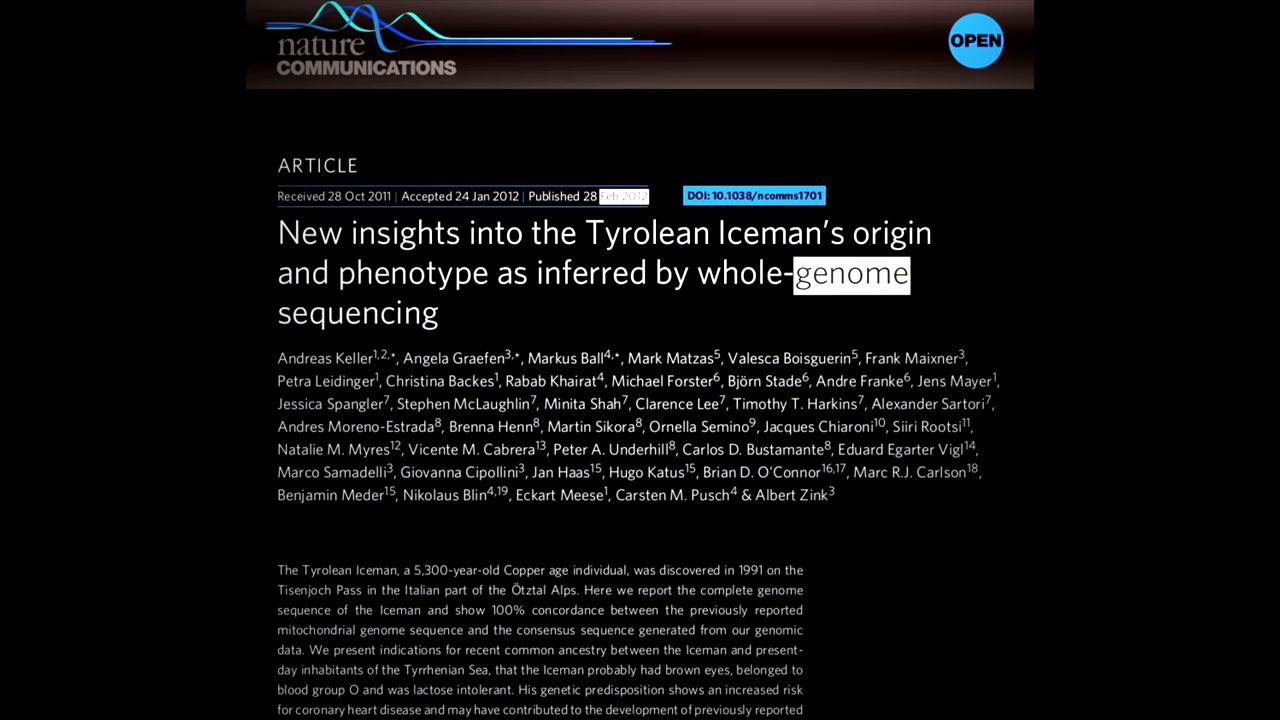 nature
COMMUNICATIONS
OPEN
ARTICLE
Received 28 Oct 2011 | Accepted 24 Jan 2012 | Published 28 Feb 2012 DOI: 10.1038/ncomms1701
New insights into the Tyrolean Iceman’s origin
and phenotype as inferred by whole-genome
sequencing
Andreas Keller1,2,*, Angela Graefen3,*, Markus Ball4,*, Mark Matzas5, Valesca Boisguerin5, Frank Maixner3,
Petra Leidinger1, Christina Backes1, Rabab Khairat4, Michael Forster6, Björn Stade6, Andre Franke6, Jens Mayer1,
Jessica Spangler7, Stephen McLaughlin7, Minita Shah7, Clarence Lee7, Timothy T. Harkins7, Alexander Sartori7,
Andres Moreno-Estrada8, Brenna Henn8, Martin Sikora8, Ornella Semino9, Jacques Chiaroni10, Siiri Rootsi11,
Natalie M. Myres12, Vicente M. Cabrera13, Peter A. Underhill8, Carlos D. Bustamante8, Eduard Egarter Vigl14,
Marco Samadelli3, Giovanna Cipollini3, Jan Haas15, Hugo Katus15, Brian D. O’Connor16,17, Marc R.J. Carlson18,
Benjamin Meder15, Nikolaus Blin4,19, Eckart Meese1, Carsten M. Pusch4 & Albert Zink3
The Tyrolean Iceman, a 5,300-year-old Copper age individual, was discovered in 1991 on the
Tisenjoch Pass in the Italian part of the Ötztal Alps. Here we report the complete genome
sequence of the Iceman and show 100% concordance between the previously reported
mitochondrial genome sequence and the consensus sequence generated from our genomic
data. We present indications for recent common ancestry between the Iceman and present-
day inhabitants of the Tyrrhenian Sea, that the Iceman probably had brown eyes, belonged to
blood group O and was lactose intolerant. His genetic predisposition shows an increased risk
for coronary heart disease and may have contributed to the development of previously reported